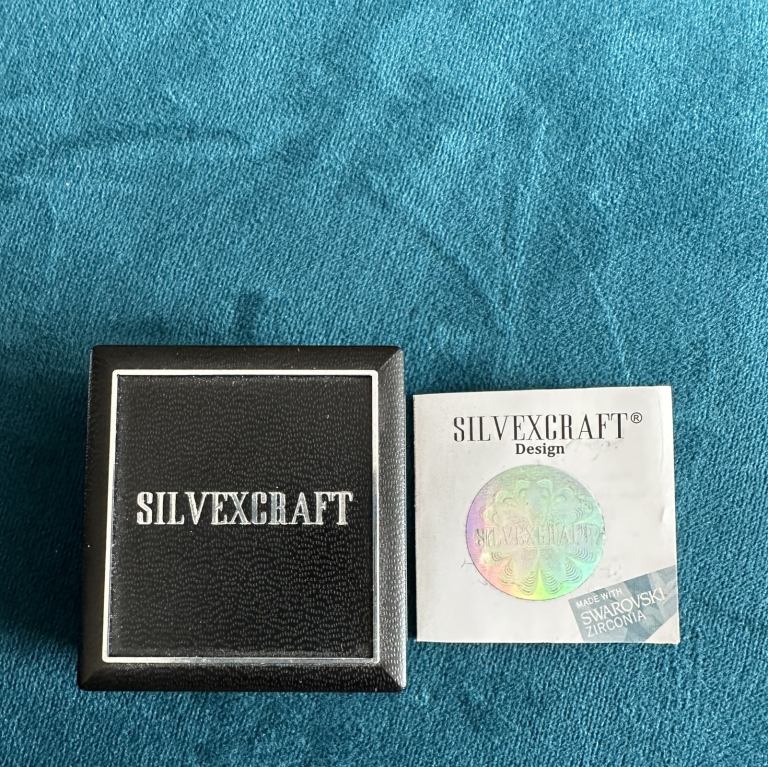 SILVEXCRAFT
SILVEXCRAFT®
Design
SILVEXCRAFT
MADE WITH
SWAROVSKI
ZIRCONIA